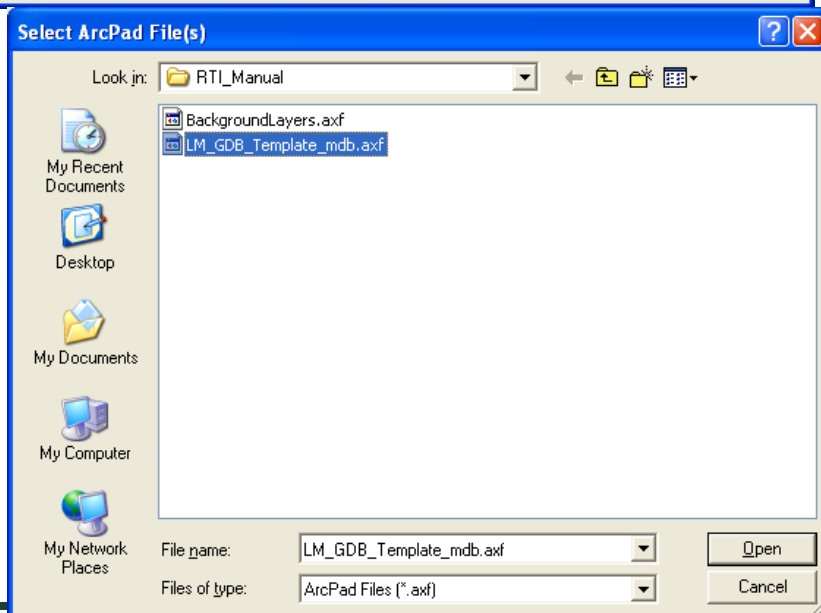 Select ArcPad File(s)
Look in: RTI_Manual
BackgroundLayers.axf
LM_GDB_Template_mdb.axf
My Recent
Documents
Desktop
My Documents
My Computer
My Network
Places
File name: LM_GDB_Template_mdb.axf Open
Files of type: ArcPad Files (*.axf) Cancel